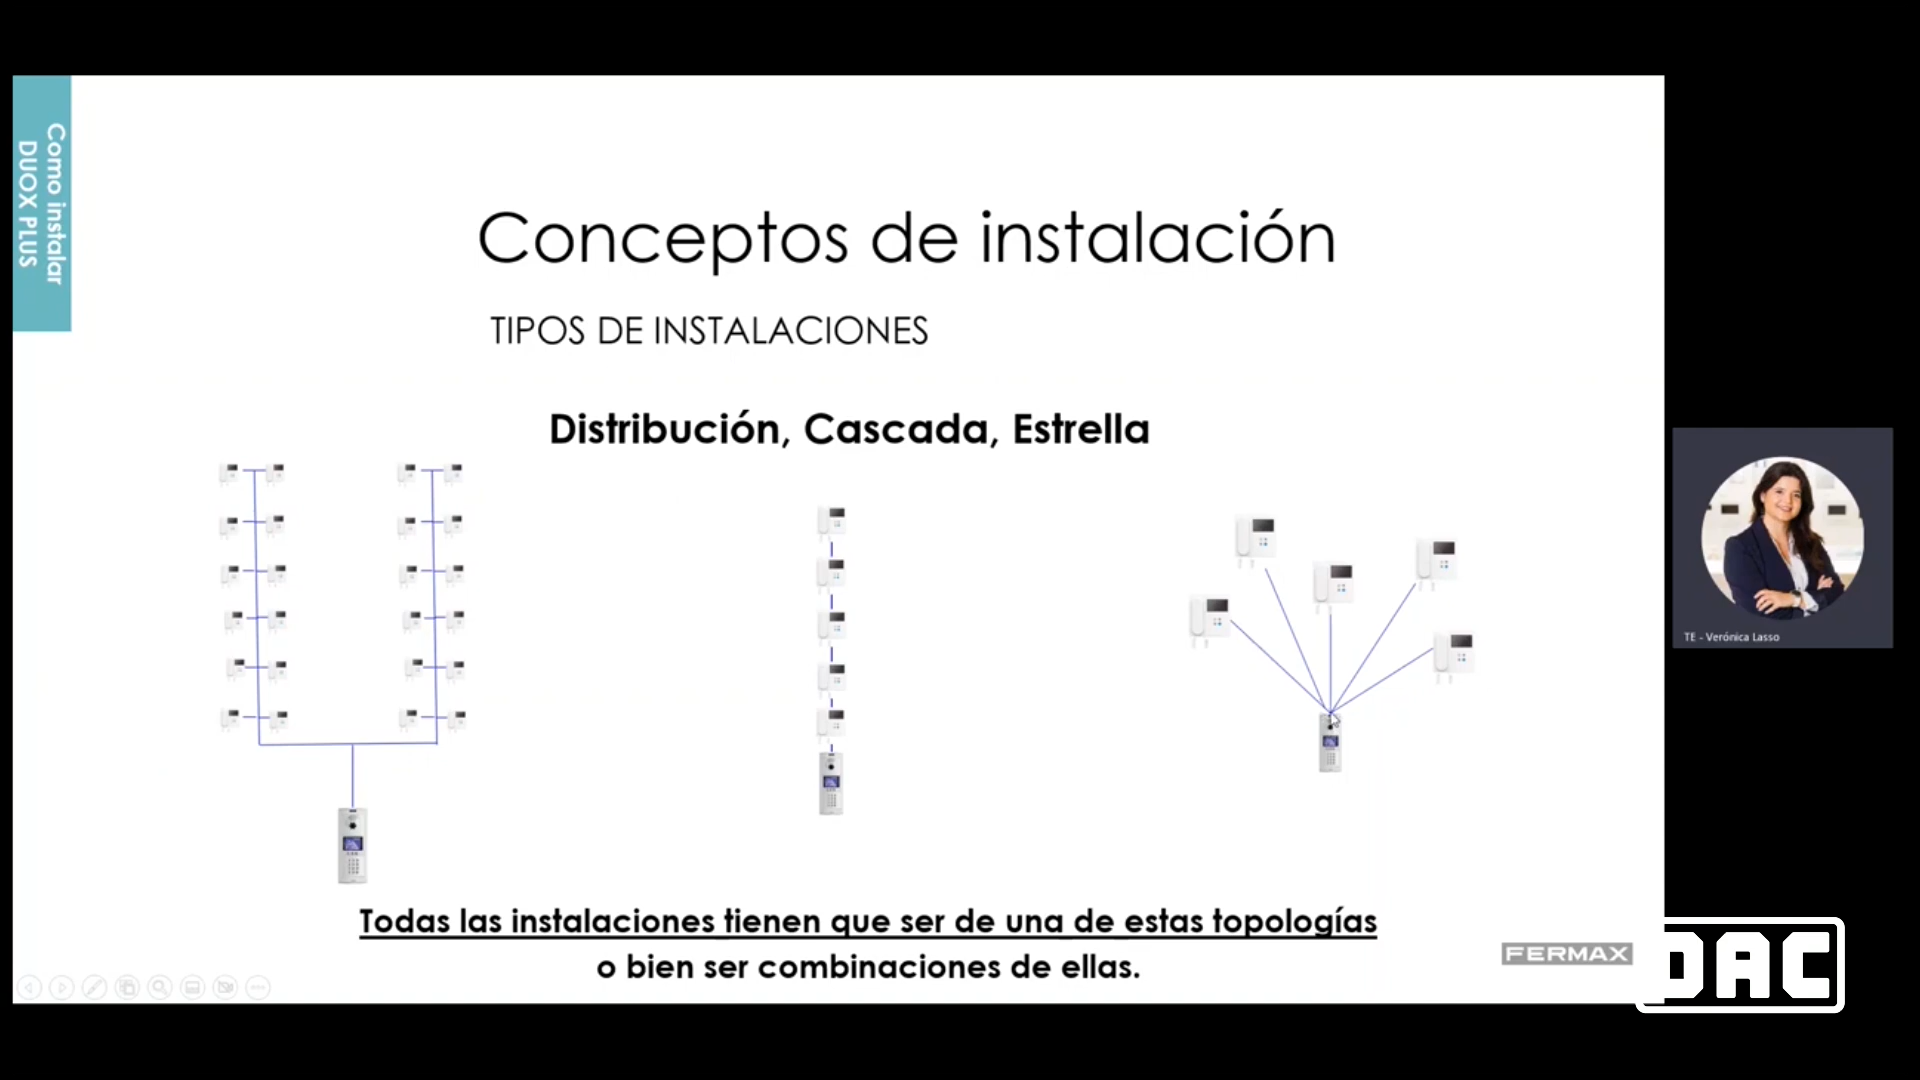 Como instalar
DUOX PLUS
Conceptos de instalación
TIPOS DE INSTALACIONES
Distribución, Cascada, Estrella
Todas las instalaciones tienen que ser de una de estas topologías
o bien ser combinaciones de ellas.
FERMAX
TE - Verónica Lasso
DAC